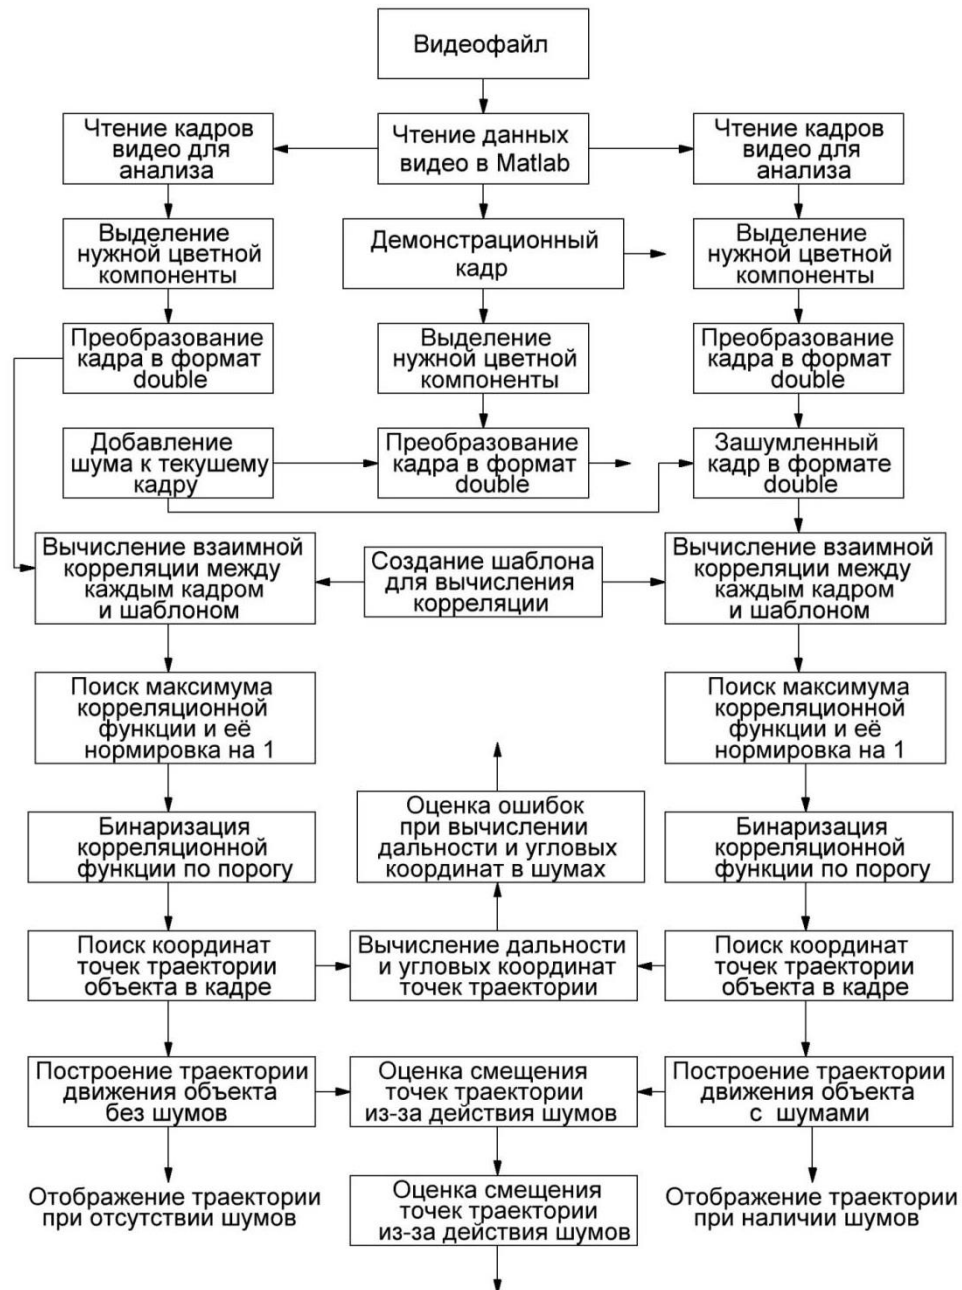 Видеофайл
Чтение кадров
видео для
анализа
Чтение данных
видео в Matlab
Чтение кадров
видео для
анализа
Выделение
нужной цветной
компоненты
Демонстрационный
кадр
Выделение
нужной цветной
компоненты
Преобразование
кадра в формат
double
Выделение
нужной цветной
компоненты
Преобразование
кадра в формат
double
Добавление
шума к текушему
кадру
Преобразование
кадра в формат
double
Зашумленный
кадр в формате
double
Вычисление взаимной
корреляции между
каждым кадром
и шаблоном
Создание шаблона
для вычисления
корреляции
Вычисление взаимной
корреляции между
каждым кадром
и шаблоном
Поиск максимума
корреляционной
функции и её
нормировка на 1
Поиск максимума
корреляционной
функции и её
нормировка на 1
Оценка ошибок
при вычислении
дальности и угловых
координат в шумах
Бинаризация
корреляционной
функции по порогу
Бинаризация
корреляционной
функции по порогу
Поиск координат
точек траектории
объекта в кадре
Вычисление дальности
и угловых координат
точек траектории
Поиск координат
точек траектории
объекта в кадре
Построение траектории
движения объекта
без шумов
Оценка смещения
точек траектории
из-за действия шумов
Построение траектории
движения объекта
с шумами
Отображение траектории
при отсутствии шумов
Оценка смещения
точек траектории
из-за действия шумов
Отображение траектории
при наличии шумов